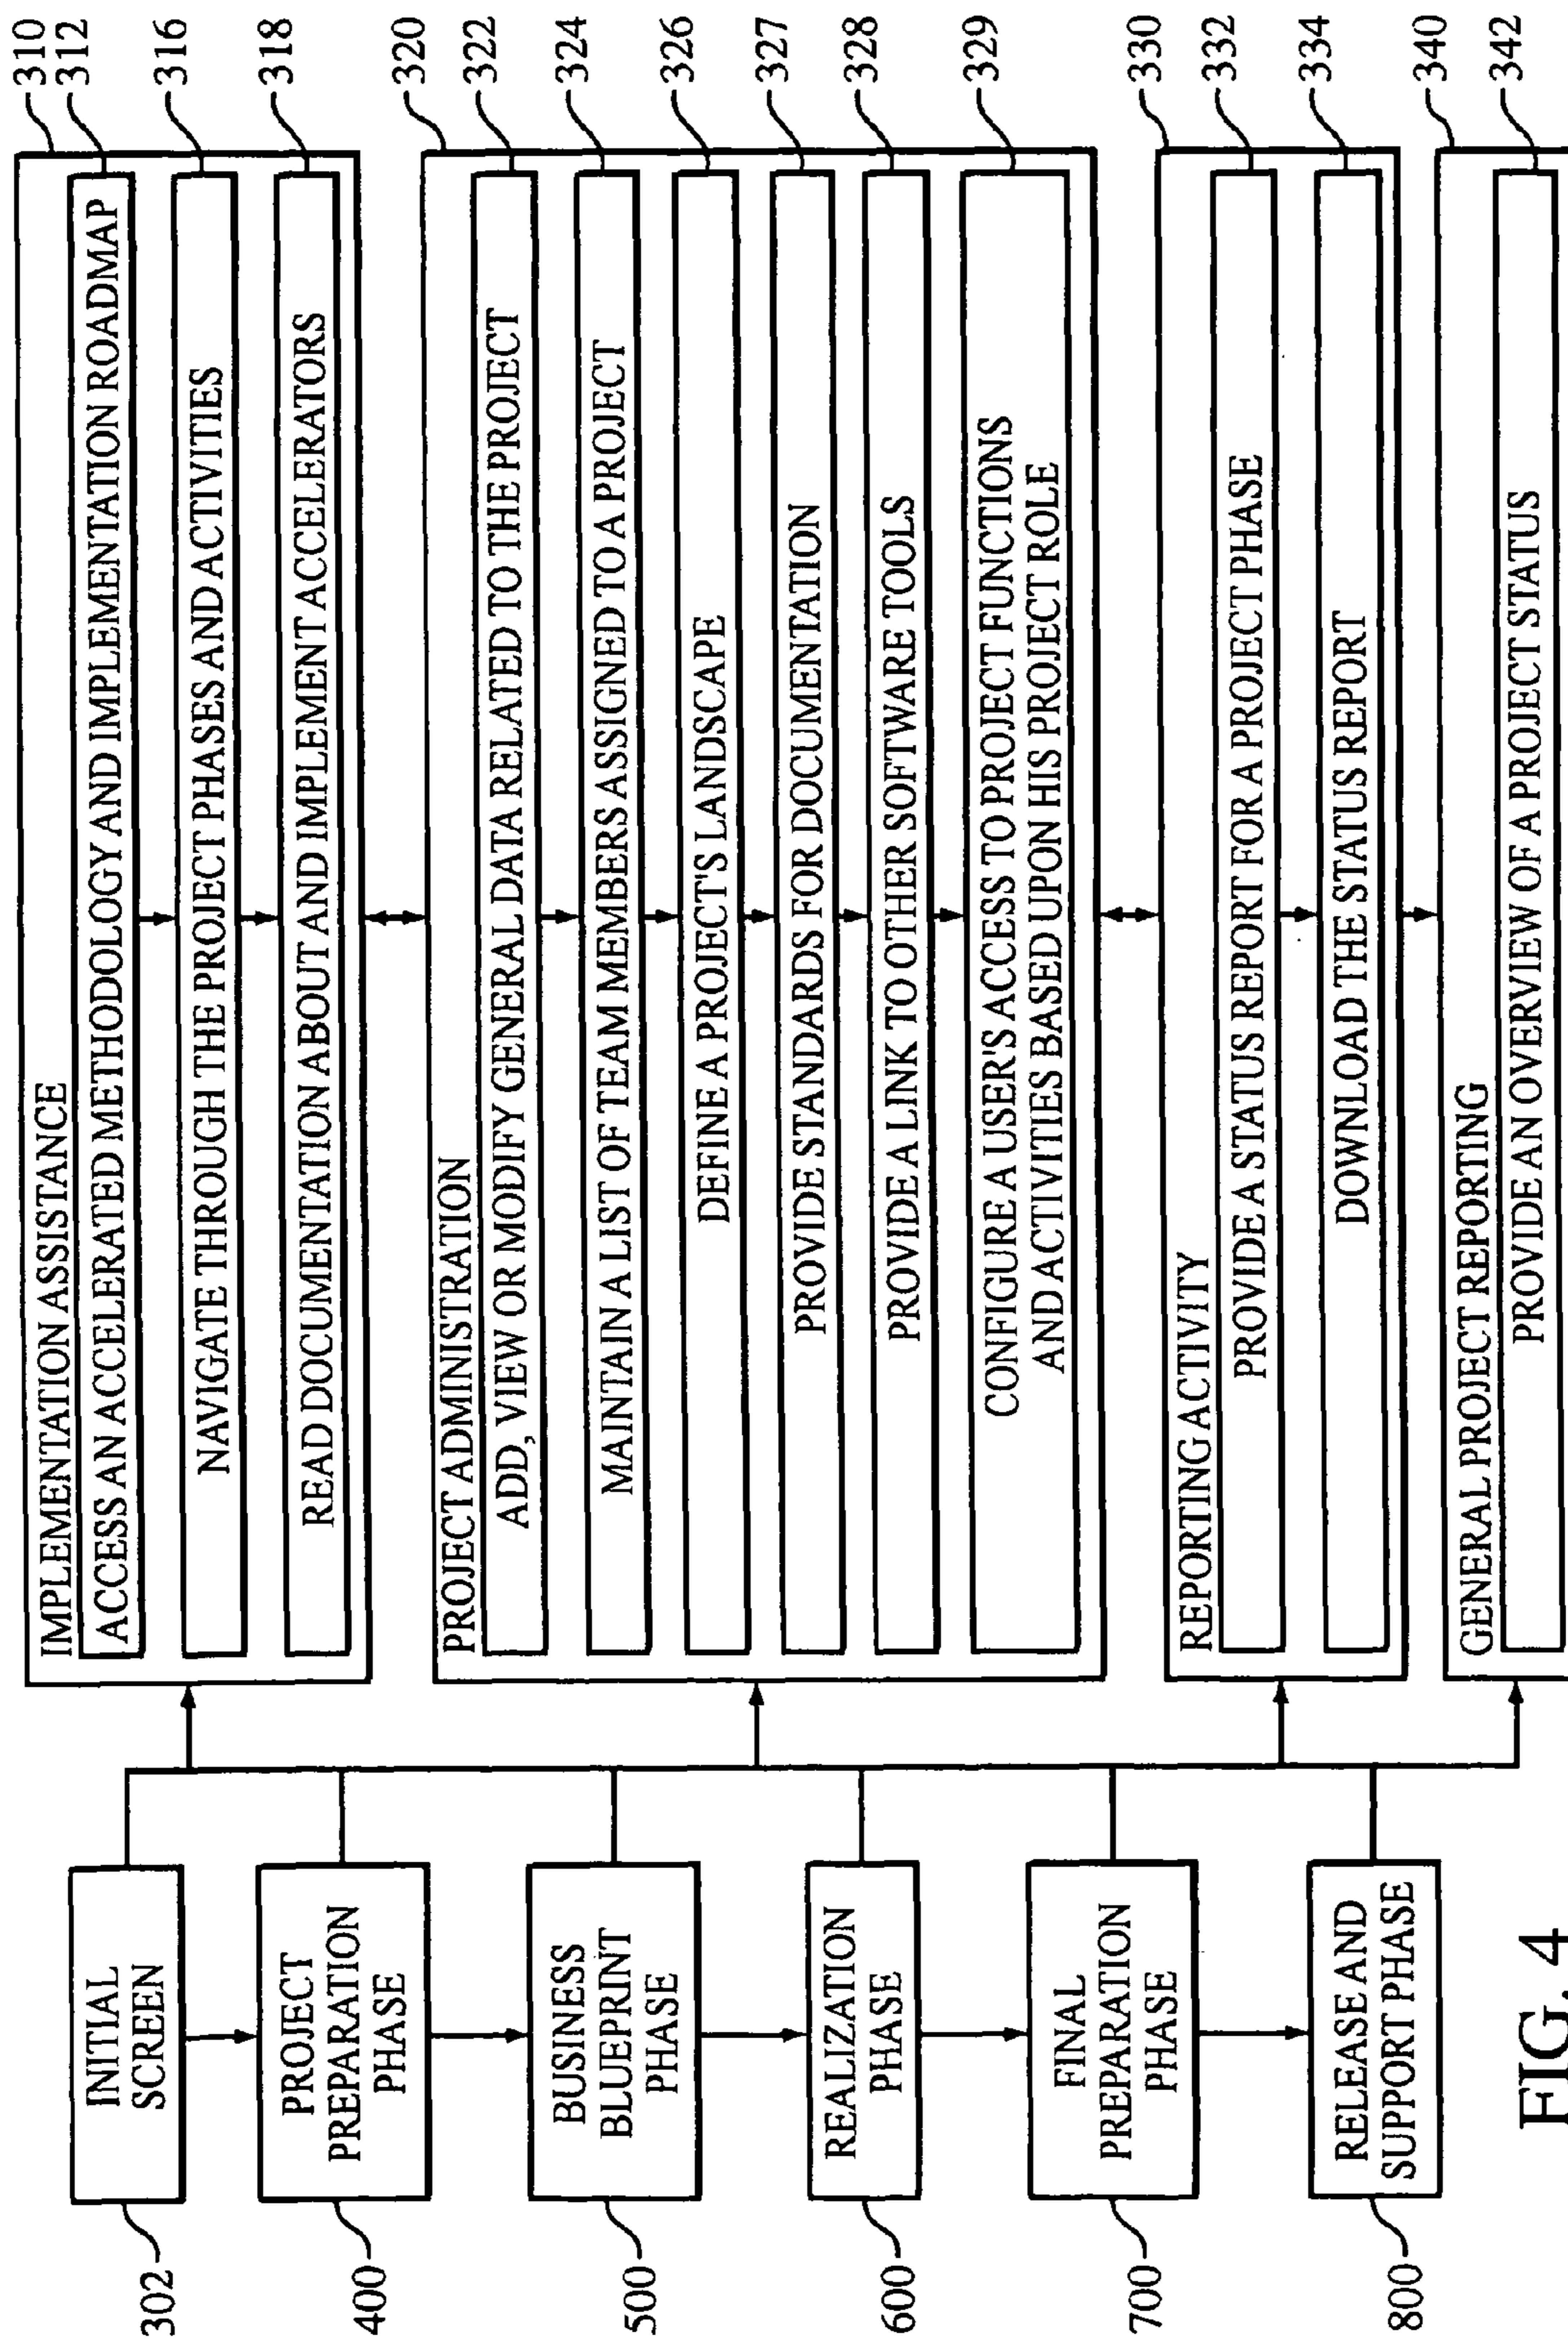 302
INITIAL
SCREEN
400
PROJECT
PREPARATION
PHASE
500
BUSINESS
BLUEPRINT
PHASE
600
REALIZATION
PHASE
700
FINAL
PREPARATION
PHASE
800
RELEASE AND
SUPPORT PHASE
IMPLEMENTATION ASSISTANCE
310
ACCESS AN ACCELERATED METHODOLOGY AND IMPLEMENTATION ROADMAP
312
NAVIGATE THROUGH THE PROJECT PHASES AND ACTIVITIES
316
READ DOCUMENTATION ABOUT AND IMPLEMENT ACCELERATORS
318
PROJECT ADMINISTRATION
320
ADD, VIEW OR MODIFY GENERAL DATA RELATED TO THE PROJECT
322
MAINTAIN A LIST OF TEAM MEMBERS ASSIGNED TO A PROJECT
324
DEFINE A PROJECT'S LANDSCAPE
326
PROVIDE STANDARDS FOR DOCUMENTATION
327
PROVIDE A LINK TO OTHER SOFTWARE TOOLS
328
CONFIGURE A USER'S ACCESS TO PROJECT FUNCTIONS
AND ACTIVITIES BASED UPON HIS PROJECT ROLE
329
REPORTING ACTIVITY
330
PROVIDE A STATUS REPORT FOR A PROJECT PHASE
332
DOWNLOAD THE STATUS REPORT
334
GENERAL PROJECT REPORTING
340
PROVIDE AN OVERVIEW OF A PROJECT STATUS
342
FIG. 4